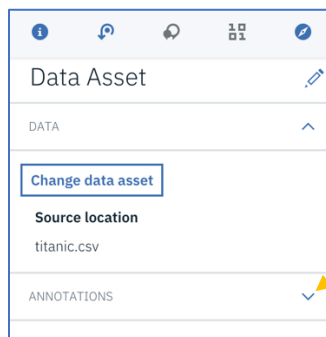 Data Asset
DATA
Change data asset
Source location
titanic.csv
ANNOTATIONS